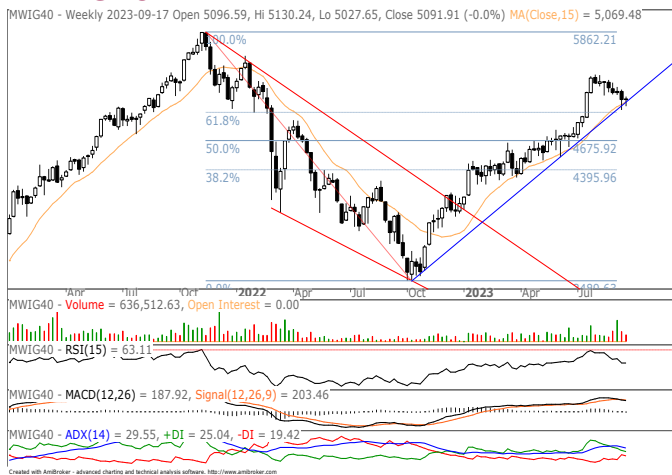 MWIG40 - Weekly 2023-09-17 Open 5096.59, Hi 5130.24, Lo 5027.65, Close 5091.91 (-0.0%) MA(Close,15) = 5,069.48
5862.21
61.8%
50.0%
4675.92
38.2%
4395.96
Apr Jul Oct 2022 Apr Jul Oct 2023 Apr Jul
MWIG40 - Volume = 636,512.63, Open Interest = 0.00
MWIG40 - RSI(15) = 63.11
MWIG40 - MACD(12,26) = 187.92, Signal(12,26,9) = 203.46
MWIG40 - ADX(14) = 29.55, +DI = 25.04, -DI = 19.42
Created with AmiBroker - advanced charting and technical analysis software. http://www.amibroker.com